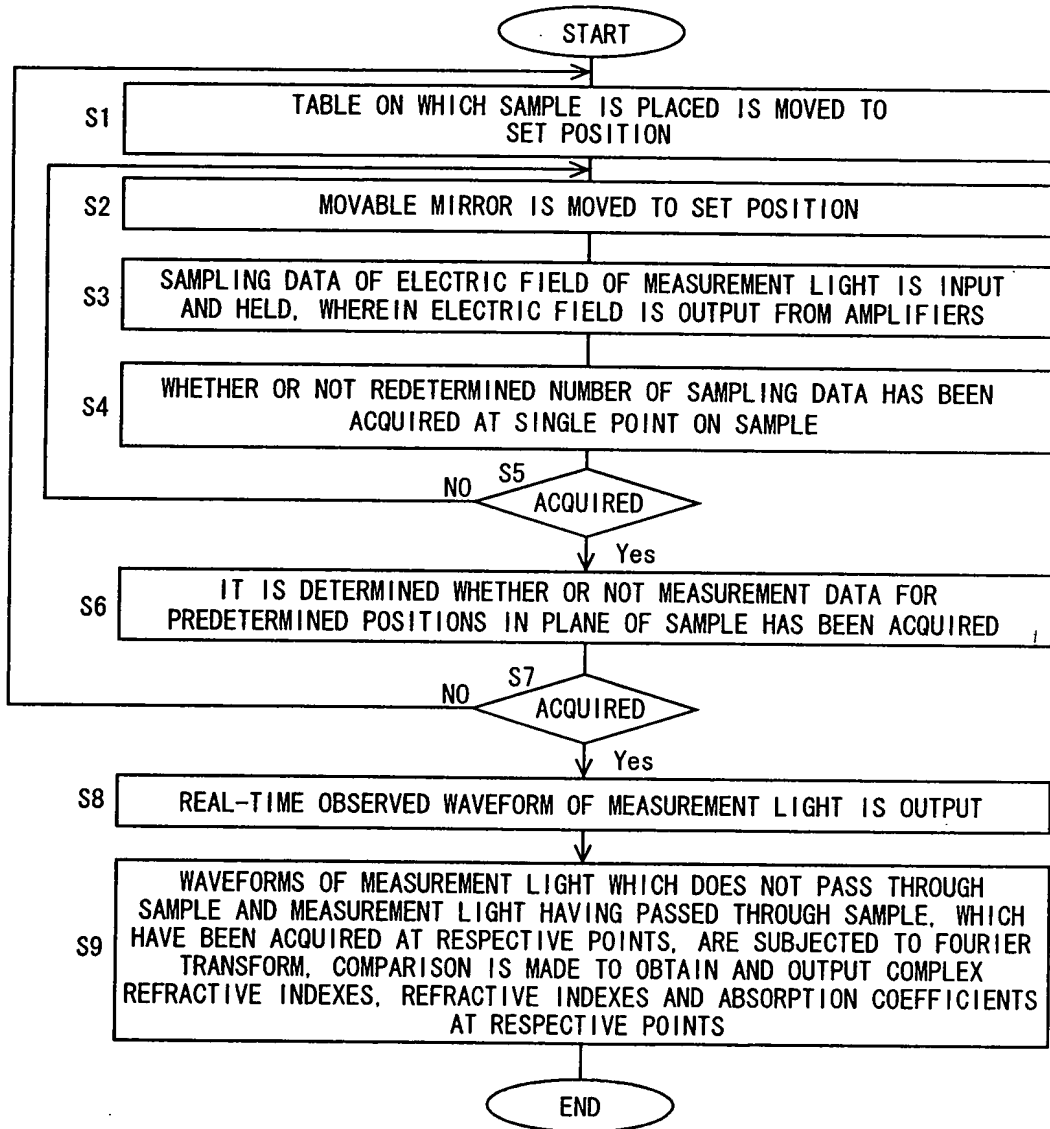 START
S1
TABLE ON WHICH SAMPLE IS PLACED IS MOVED TO
SET POSITION
S2
MOVABLE MIRROR IS MOVED TO SET POSITION
S3
SAMPLING DATA OF ELECTRIC FIELD OF MEASUREMENT LIGHT IS INPUT
AND HELD, WHEREIN ELECTRIC FIELD IS OUTPUT FROM AMPLIFIERS
S4
WHETHER OR NOT REDETERMINED NUMBER OF SAMPLING DATA HAS BEEN
ACQUIRED AT SINGLE POINT ON SAMPLE
NO
S5
ACQUIRED
Yes
S6
IT IS DETERMINED WHETHER OR NOT MEASUREMENT DATA FOR
PREDETERMINED POSITIONS IN PLANE OF SAMPLE HAS BEEN ACQUIRED
NO
S7
ACQUIRED
Yes
S8
REAL-TIME OBSERVED WAVEFORM OF MEASUREMENT LIGHT IS OUTPUT
S9
WAVEFORMS OF MEASUREMENT LIGHT WHICH DOES NOT PASS THROUGH
SAMPLE AND MEASUREMENT LIGHT HAVING PASSED THROUGH SAMPLE, WHICH
HAVE BEEN ACQUIRED AT RESPECTIVE POINTS, ARE SUBJECTED TO FOURIER
TRANSFORM, COMPARISON IS MADE TO OBTAIN AND OUTPUT COMPLEX
REFRACTIVE INDEXES, REFRACTIVE INDEXES AND ABSORPTION COEFFICIENTS
AT RESPECTIVE POINTS
END